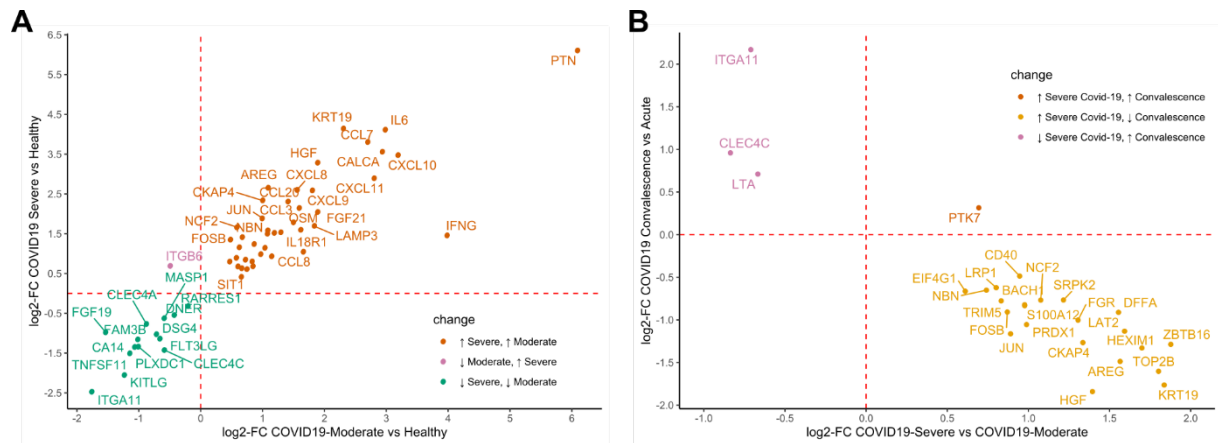 A
log2-FC COVID19 Severe vs Healthy
6.5
5.5
4.5
3.5
2.5
1.5
0.5
-0.5
-1.5
-2.5
PTN
KRT19
IL6
CCL7
HGF
CALCA
CXCL10
AREG
CXCL8
CXCL11
CKAP4
CCL20
CXCL9
JUN
CCL3
OSM
FGF21
IFNG
NCF2
NBN
LAMP3
FOSB
IL18R1
ITGB6
CCL8
MASP1
SIT1
CLEC4A
RARRES1
FGF19
DNER
FAM3B
DSG4
CA14
FLT3LG
TNFSF11
PLXDC1
CLEC4C
KITLG
ITGA11
change
↑ Severe, ↑ Moderate
↓ Moderate, ↑ Severe
↓ Severe, ↓ Moderate
-2 -1 0 1 2 3 4 5 6
log2-FC COVID19-Moderate vs Healthy
B
log2-FC COVID19 Convalescence vs Acute
2.0
1.5
1.0
0.5
0.0
-0.5
-1.0
-1.5
-2.0
ITGA11
CLEC4C
LTA
change
↑ Severe Covid-19, ↑ Convalescence
↑ Severe Covid-19, ↓ Convalescence
↓ Severe Covid-19, ↑ Convalescence
PTK7
CD40
NCF2
EIF4G1
LRP1
SRPK2
NBN
BACH1
FGR
DFFA
TRIM5
S100A12
LAT2
ZBTB16
FOSB
PRDX1
HEXIM1
JUN
CKAP4
TOP2B
AREG
HGF
KRT19
-1.0 -0.5 0.0 0.5 1.0 1.5 2.0
log2-FC COVID19-Severe vs COVID19-Moderate